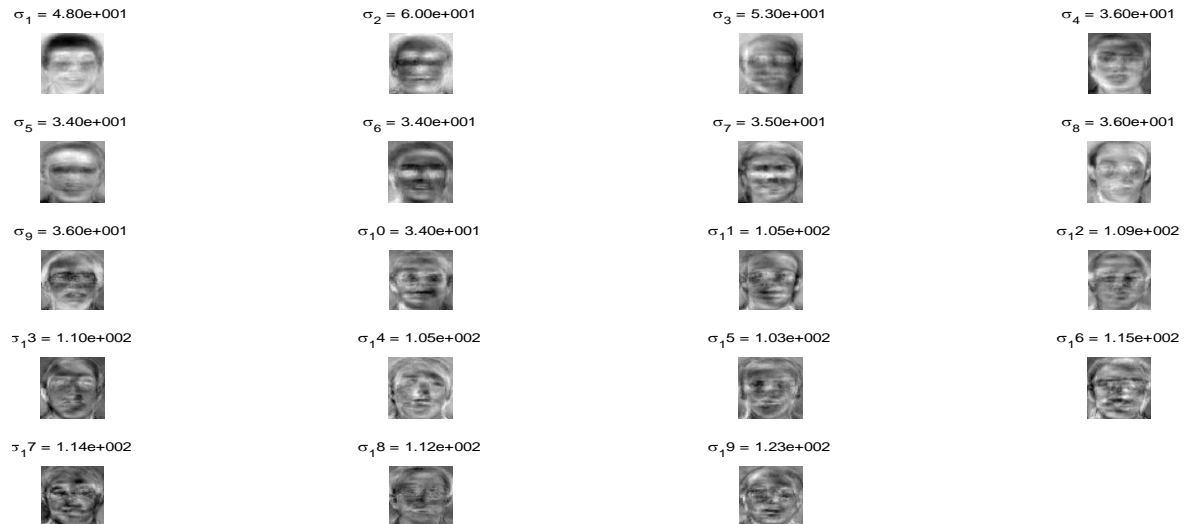 σ1 = 4.80e+001 σ2 = 6.00e+001 σ3 = 5.30e+001 σ4 = 3.60e+001
σ5 = 3.40e+001 σ6 = 3.40e+001 σ7 = 3.50e+001 σ8 = 3.60e+001
σ9 = 3.60e+001 σ10 = 3.40e+001 σ11 = 1.05e+002 σ12 = 1.09e+002
σ13 = 1.10e+002 σ14 = 1.05e+002 σ15 = 1.03e+002 σ16 = 1.15e+002
σ17 = 1.14e+002 σ18 = 1.12e+002 σ19 = 1.23e+002